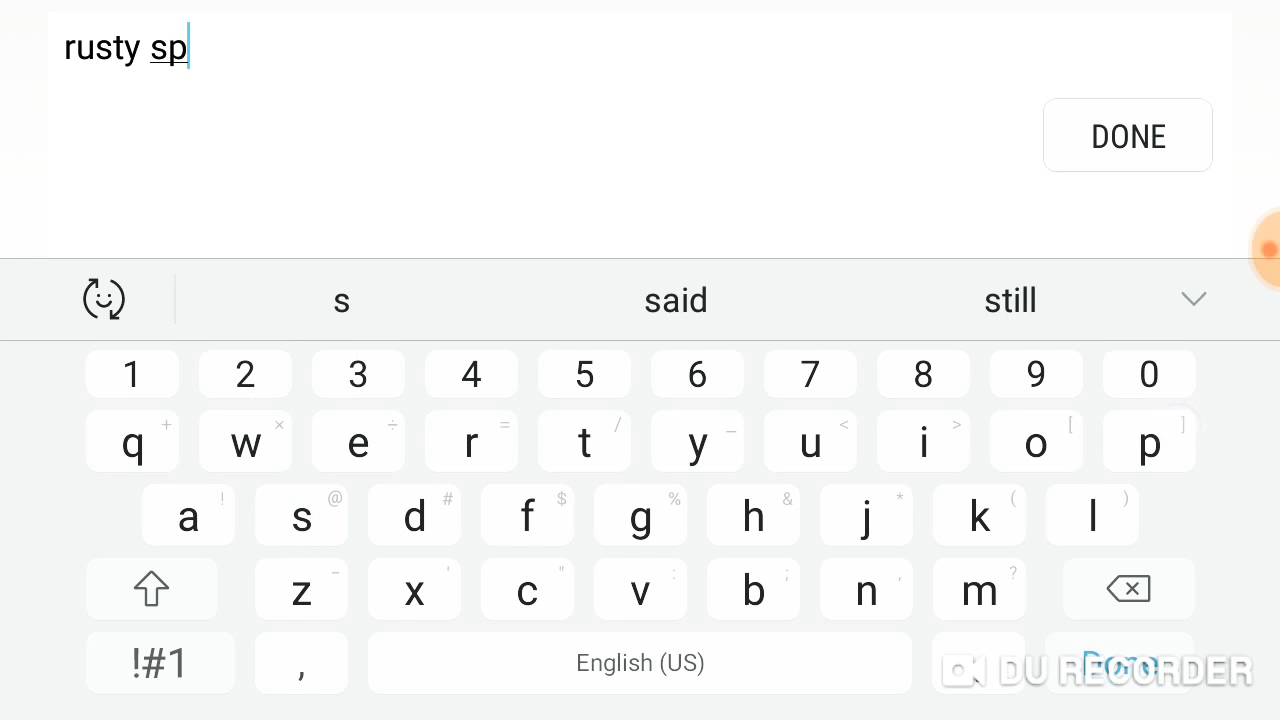 rusty sp
DONE
s said still
1 2 3 4 5 6 7 8 9 0
q + w × e ÷ r = t / y _ u < i > o [ p ]
a ! s @ d # f $ g % h & j * k ( l )
z - x ' c " v : b ; n , m ?
!#1 , English (US) . Done
DU RECORDER